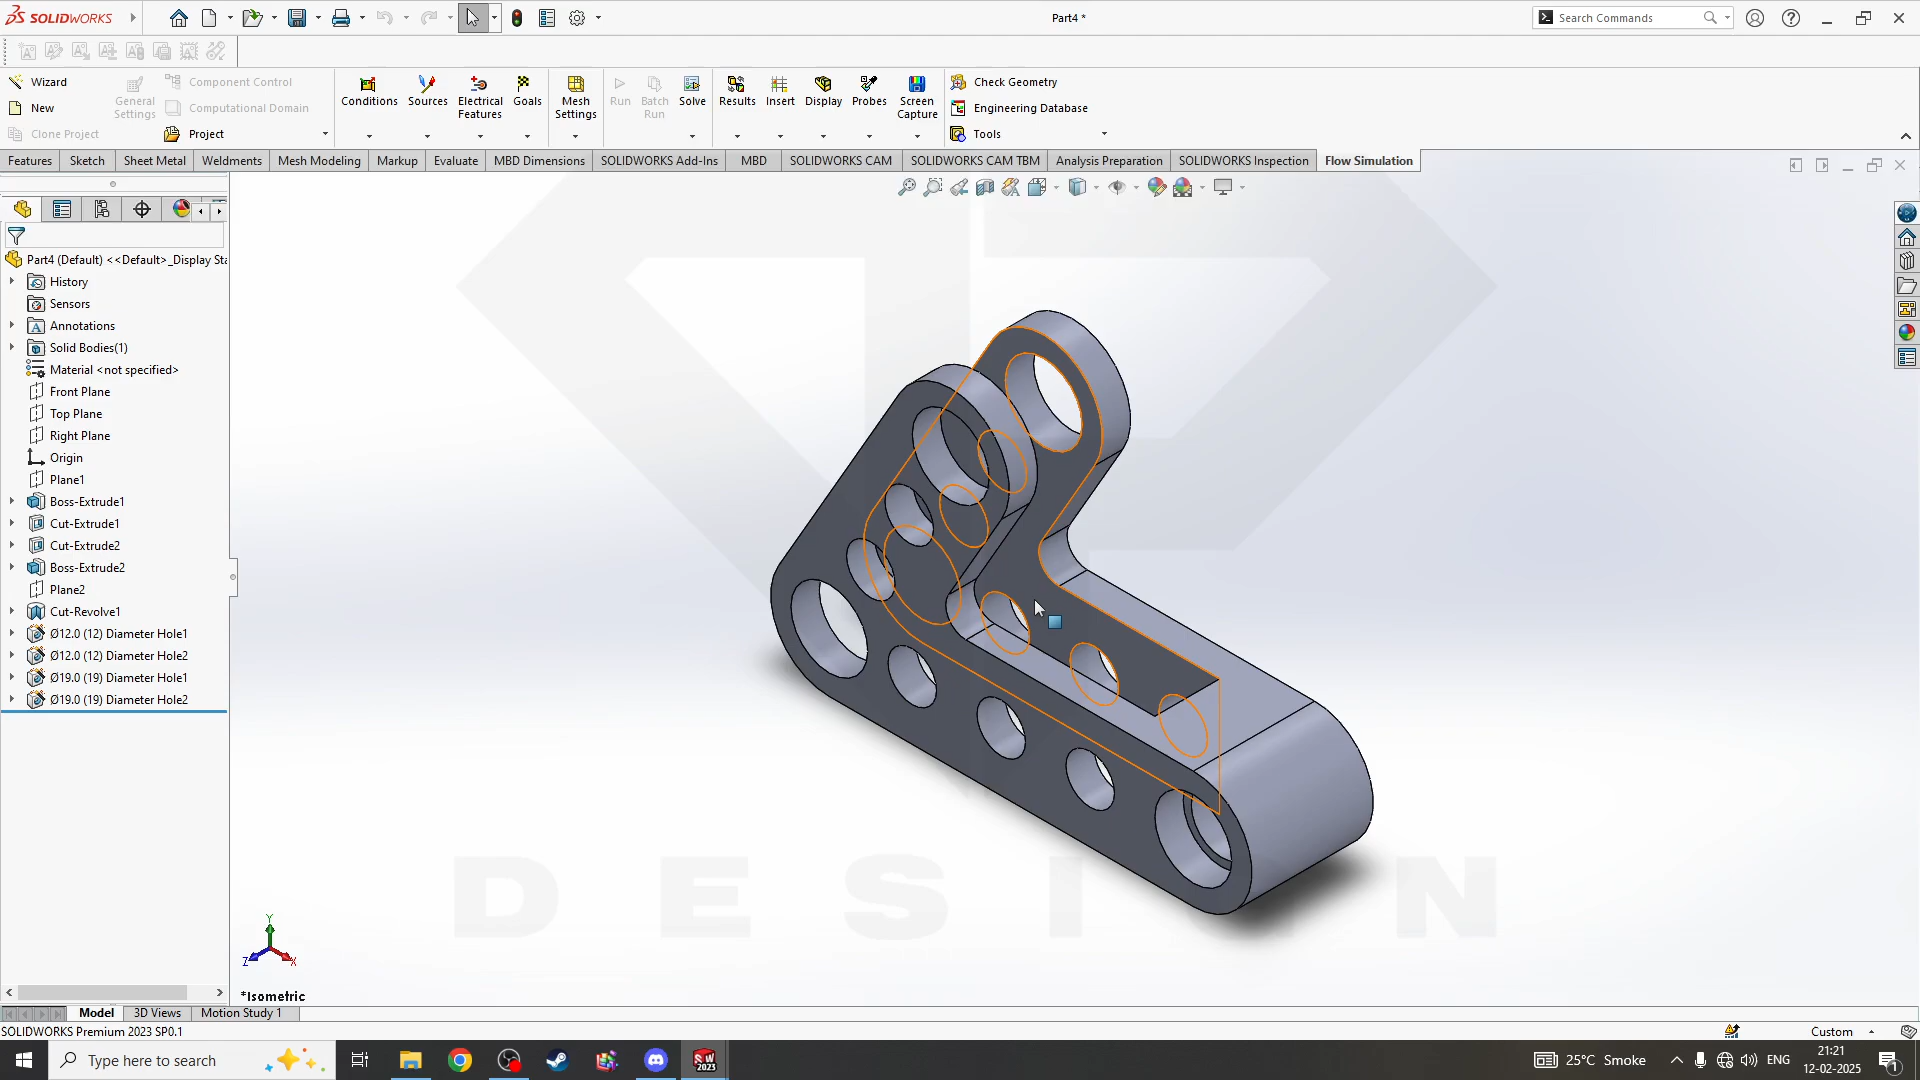 SOLIDWORKS
Part4 *
Search Commands
Wizard
New
Clone Project
General Settings
Component Control
Computational Domain
Project
Conditions
Sources
Electrical Features
Goals
Mesh Settings
Run
Batch Run
Solve
Results
Insert
Display
Probes
Screen Capture
Check Geometry
Engineering Database
Tools
Features
Sketch
Sheet Metal
Weldments
Mesh Modeling
Markup
Evaluate
MBD Dimensions
SOLIDWORKS Add-Ins
MBD
SOLIDWORKS CAM
SOLIDWORKS CAM TBM
Analysis Preparation
SOLIDWORKS Inspection
Flow Simulation
Part4 (Default) <<Default>_Display Sta
History
Sensors
Annotations
Solid Bodies(1)
Material <not specified>
Front Plane
Top Plane
Right Plane
Origin
Plane1
Boss-Extrude1
Cut-Extrude1
Cut-Extrude2
Boss-Extrude2
Plane2
Cut-Revolve1
Ø12.0 (12) Diameter Hole1
Ø12.0 (12) Diameter Hole2
Ø19.0 (19) Diameter Hole1
Ø19.0 (19) Diameter Hole2
DESIGN
Y
Z
X
*Isometric
Model
3D Views
Motion Study 1
SOLIDWORKS Premium 2023 SP0.1
Custom
Type here to search
SW
2023
25°C Smoke
ENG
21:21
12-02-2025
1